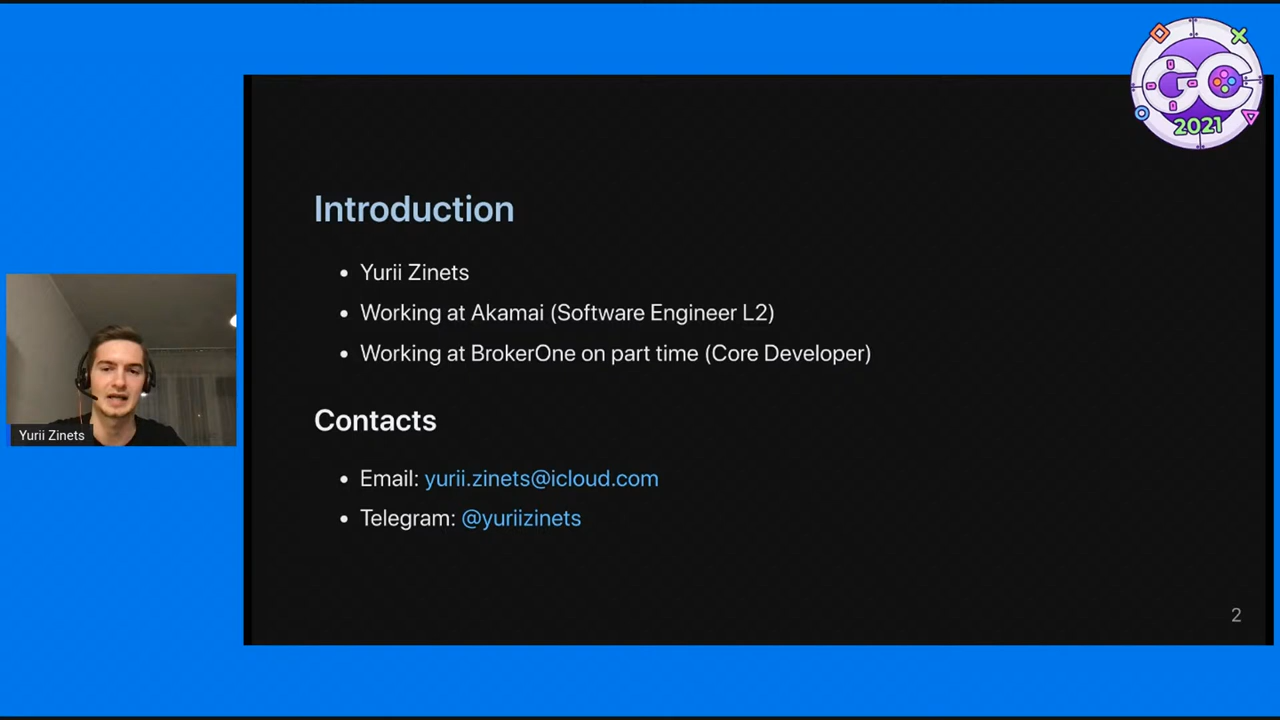 GC
2021
Introduction
• Yurii Zinets
• Working at Akamai (Software Engineer L2)
• Working at BrokerOne on part time (Core Developer)
Contacts
• Email: yurii.zinets@icloud.com
• Telegram: @yuriizinets
Yurii Zinets
2